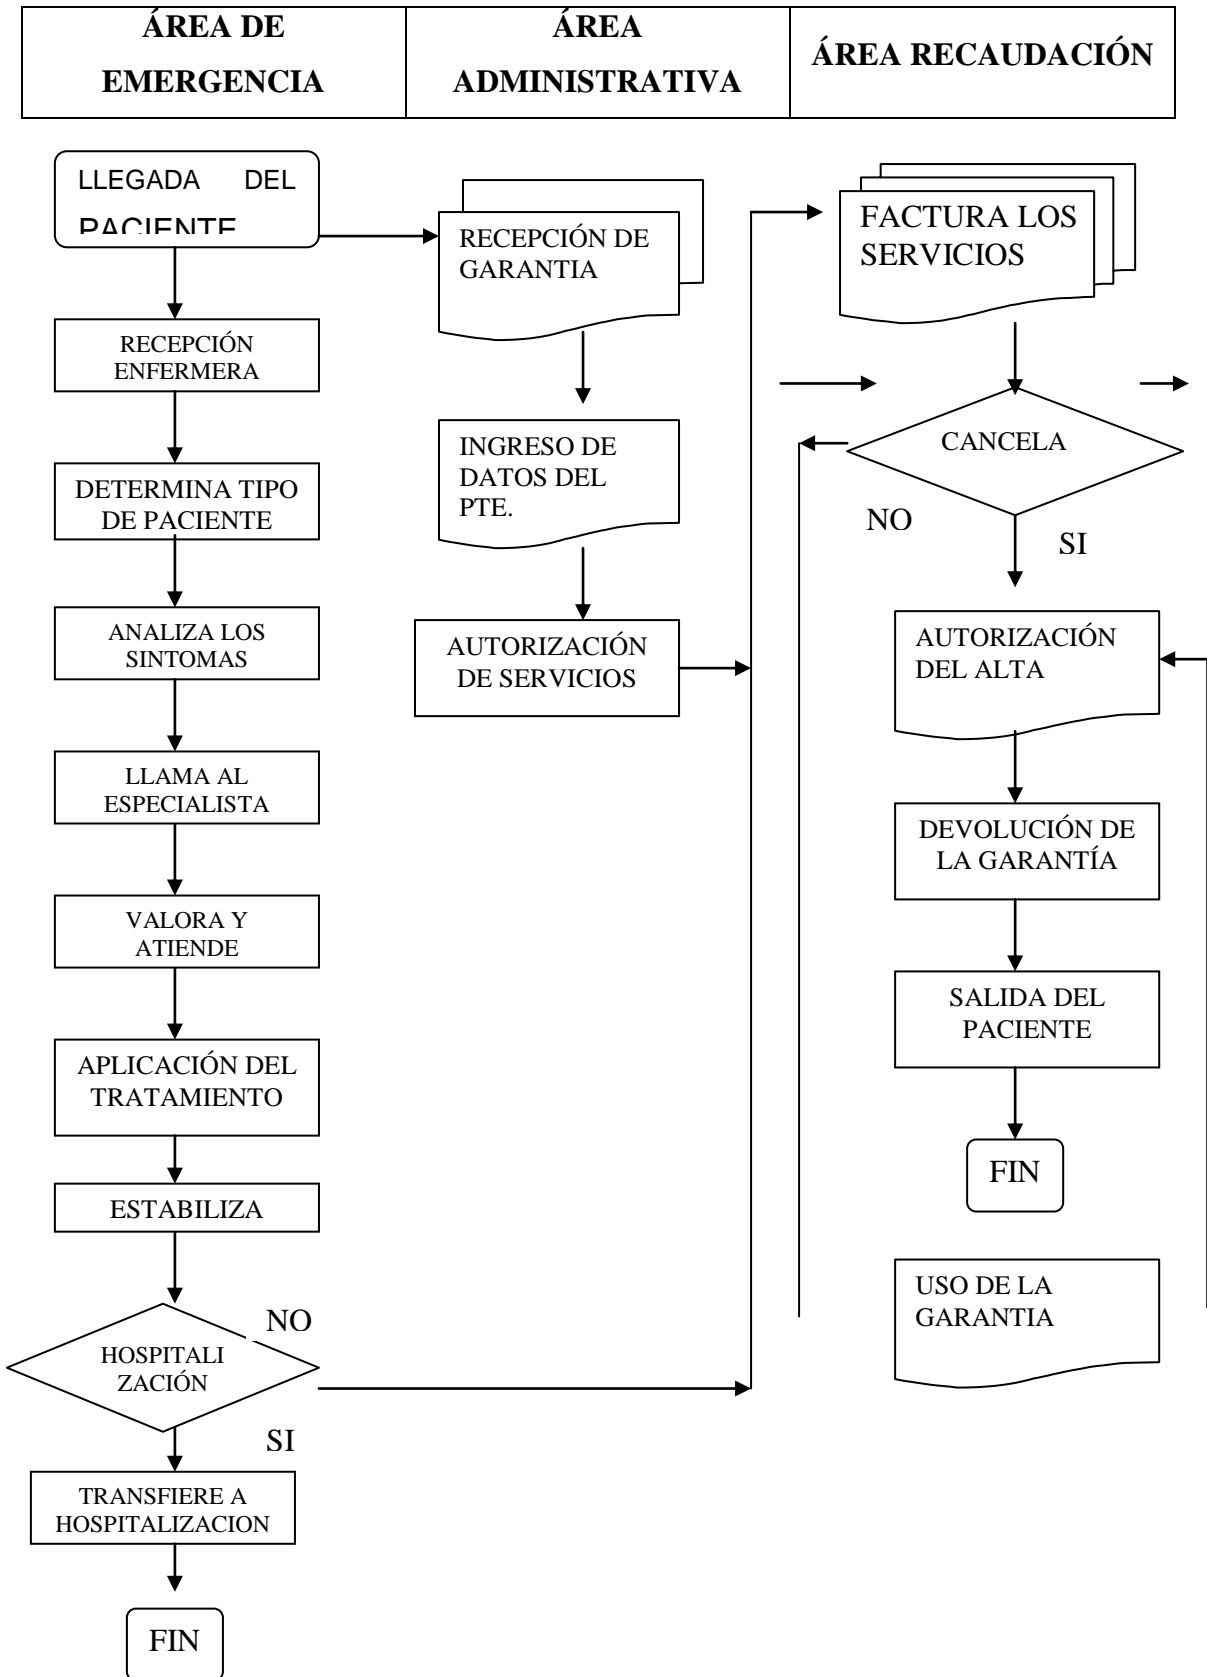 ÁREA DE
EMERGENCIA
ÁREA
ADMINISTRATIVA
ÁREA RECAUDACIÓN
LLEGADA DEL
PACIENTE
RECEPCIÓN
ENFERMERA
DETERMINA TIPO
DE PACIENTE
ANALIZA LOS
SINTOMAS
LLAMA AL
ESPECIALISTA
VALORA Y
ATIENDE
APLICACIÓN DEL
TRATAMIENTO
ESTABILIZA
NO
HOSPITALI
ZACIÓN
SI
TRANSFIERE A
HOSPITALIZACION
FIN
RECEPCIÓN DE
GARANTIA
INGRESO DE
DATOS DEL
PTE.
AUTORIZACIÓN
DE SERVICIOS
FACTURA LOS
SERVICIOS
CANCELA
NO
SI
AUTORIZACIÓN
DEL ALTA
DEVOLUCIÓN DE
LA GARANTÍA
SALIDA DEL
PACIENTE
FIN
USO DE LA
GARANTIA